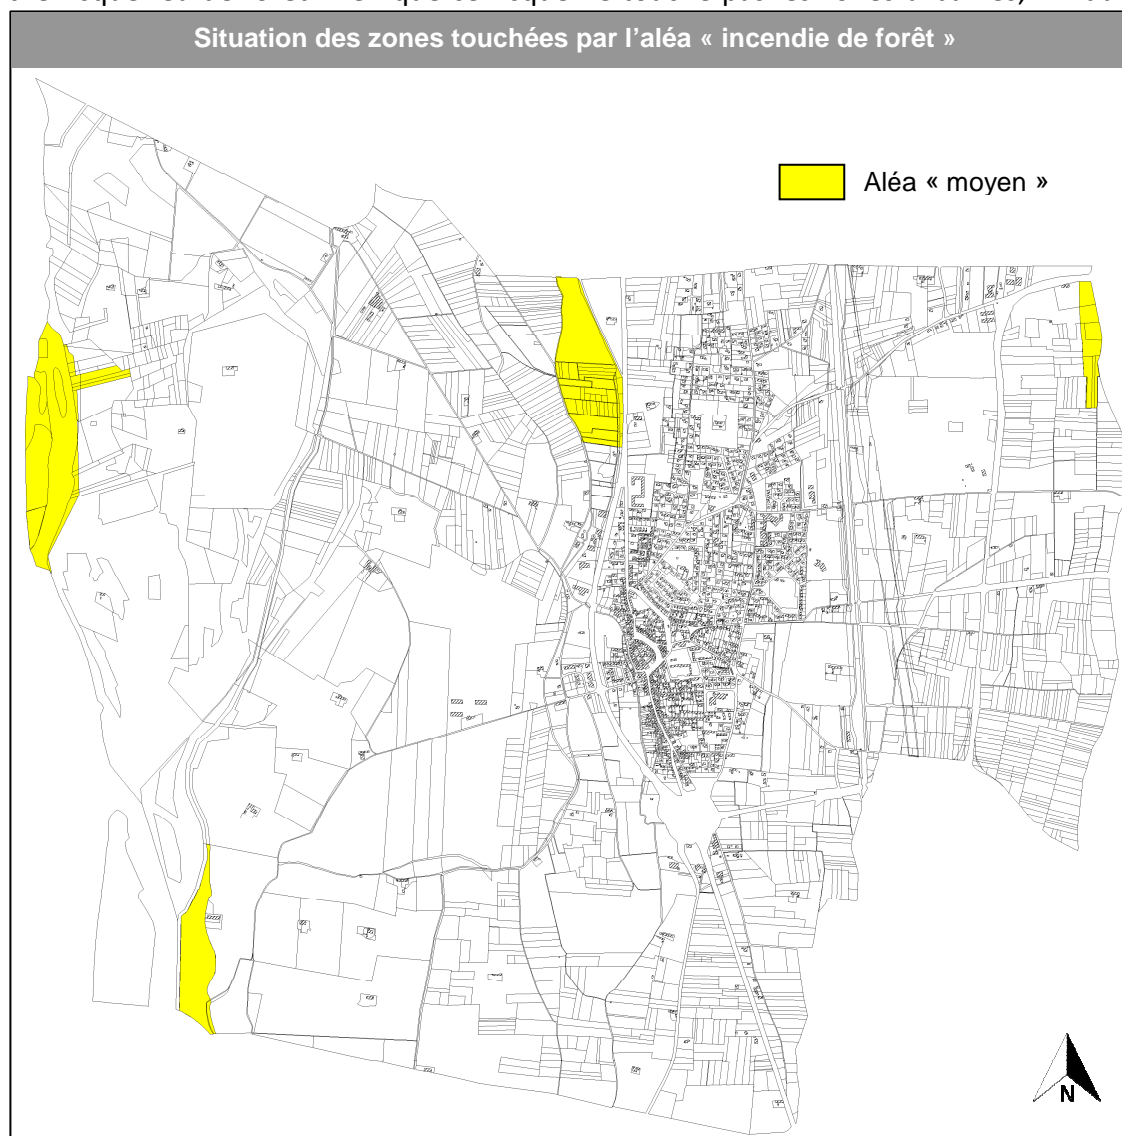 Situation des zones touchées par l'aléa « incendie de forêt »
Aléa « moyen »
N